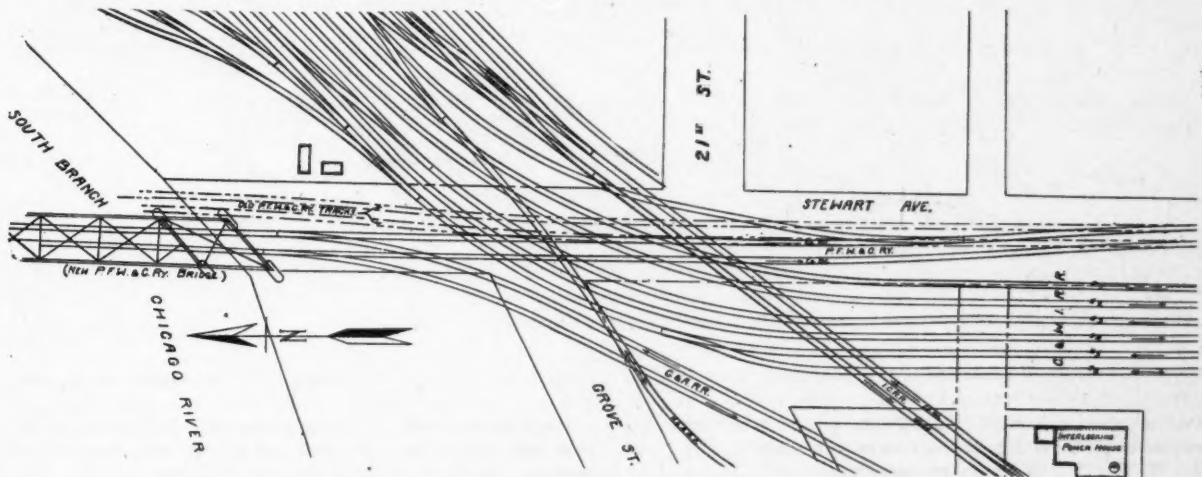 21ST ST.
SOUTH BRANCH
OLD P.F.W.& C. RY. TRACKS
STEWART AVE.
P.F.W.& C. RY.
(NEW P.F.W.& C. RY. BRIDGE)
CHICAGO RIVER
N
C. & W. I. R. R.
C & A R.R.
I.C.R.R.
GROVE ST.
INTERLOCKING
POWER HOUSE